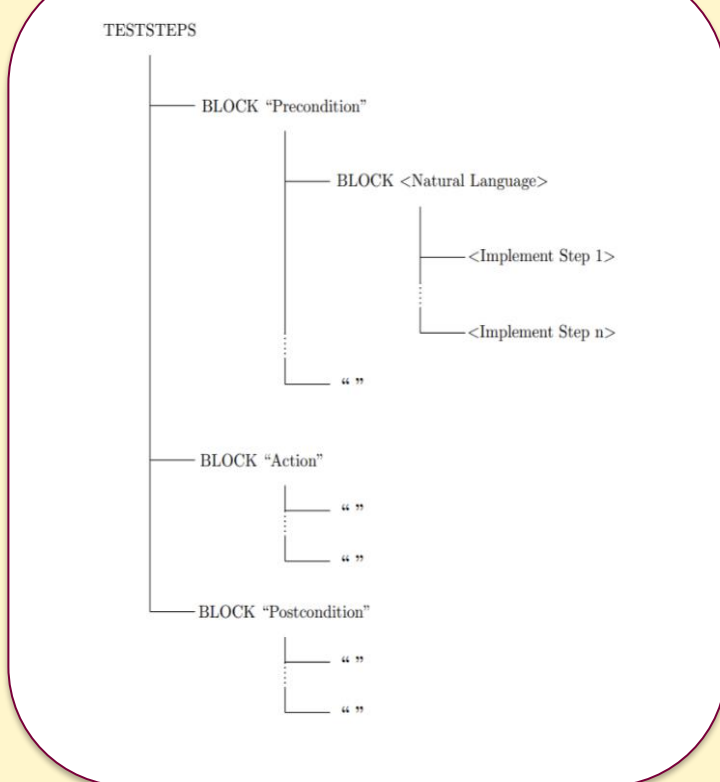 TESTSTEPS
BLOCK “Precondition”
BLOCK <Natural Language>
<Implement Step 1>
<Implement Step n>
“ ”
BLOCK “Action”
“ ”
“ ”
BLOCK “Postcondition”
“ ”
“ ”